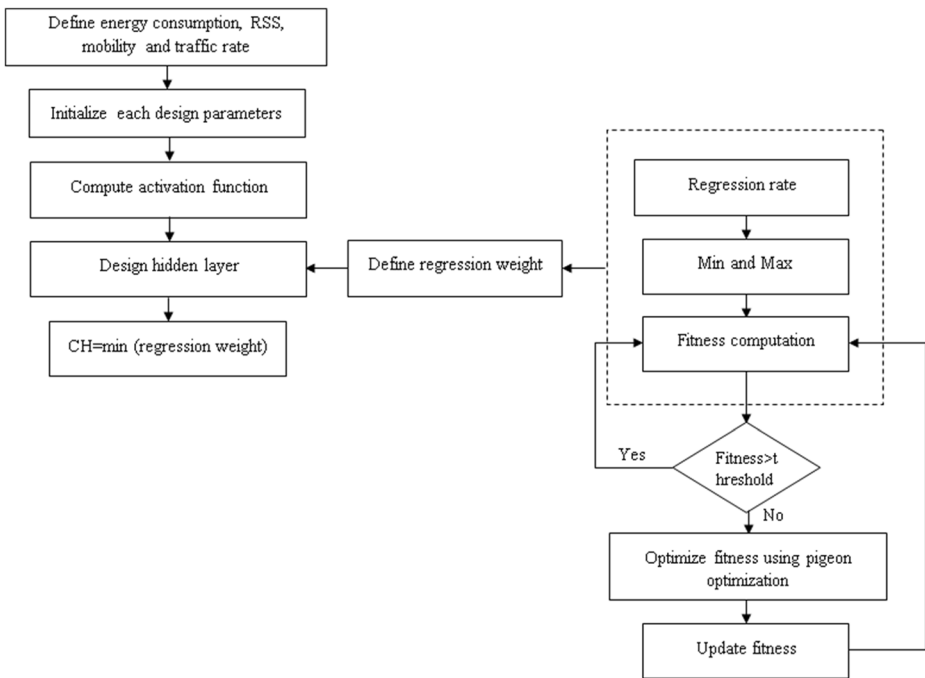 Define energy consumption, RSS,
mobility and traffic rate
Initialize each design parameters
Compute activation function
Design hidden layer
CH=min (regression weight)
Define regression weight
Regression rate
Min and Max
Fitness computation
Yes
Fitness>t
hreshold
No
Optimize fitness using pigeon
optimization
Update fitness